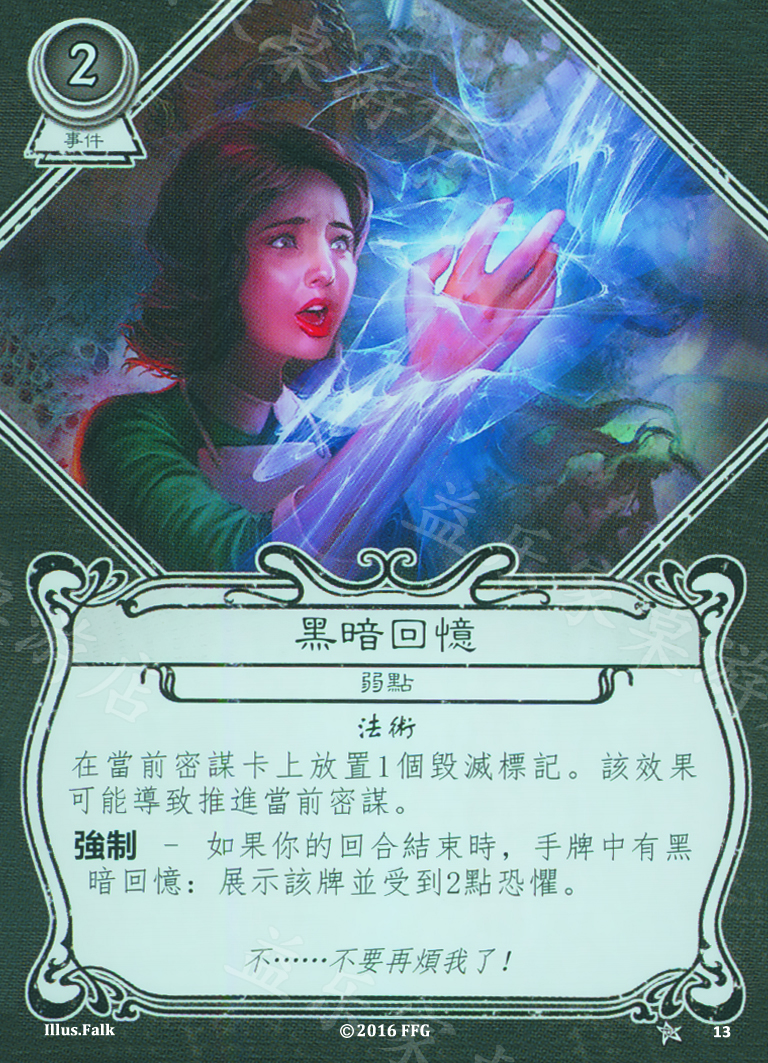 2
事件
黑暗回憶
弱點
法術
在當前密謀卡上放置1個毀滅標記。該效果
可能導致推進當前密謀。
強制 － 如果你的回合結束時，手牌中有黑
暗回憶：展示該牌並受到2點恐懼。
不……不要再煩我了！
Illus.Falk
©2016 FFG
13